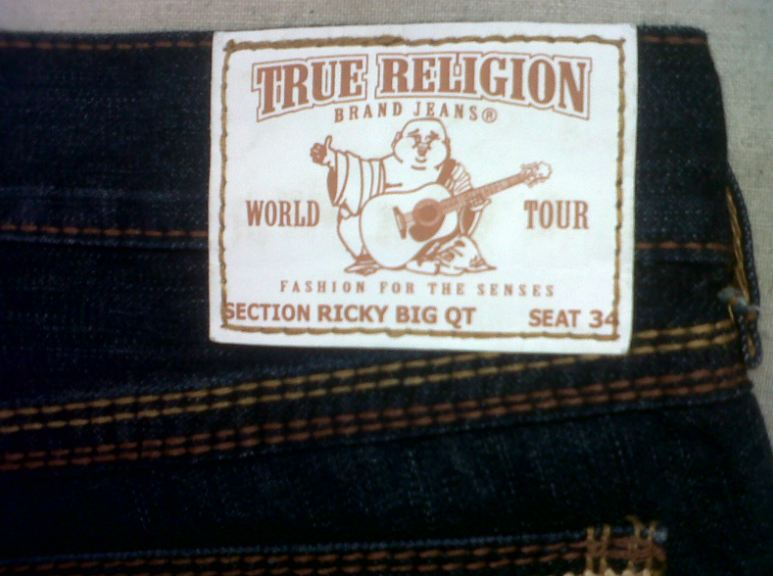 TRUE RELIGION
BRAND JEANS®
WORLD TOUR
FASHION FOR THE SENSES
SECTION RICKY BIG QT SEAT 34